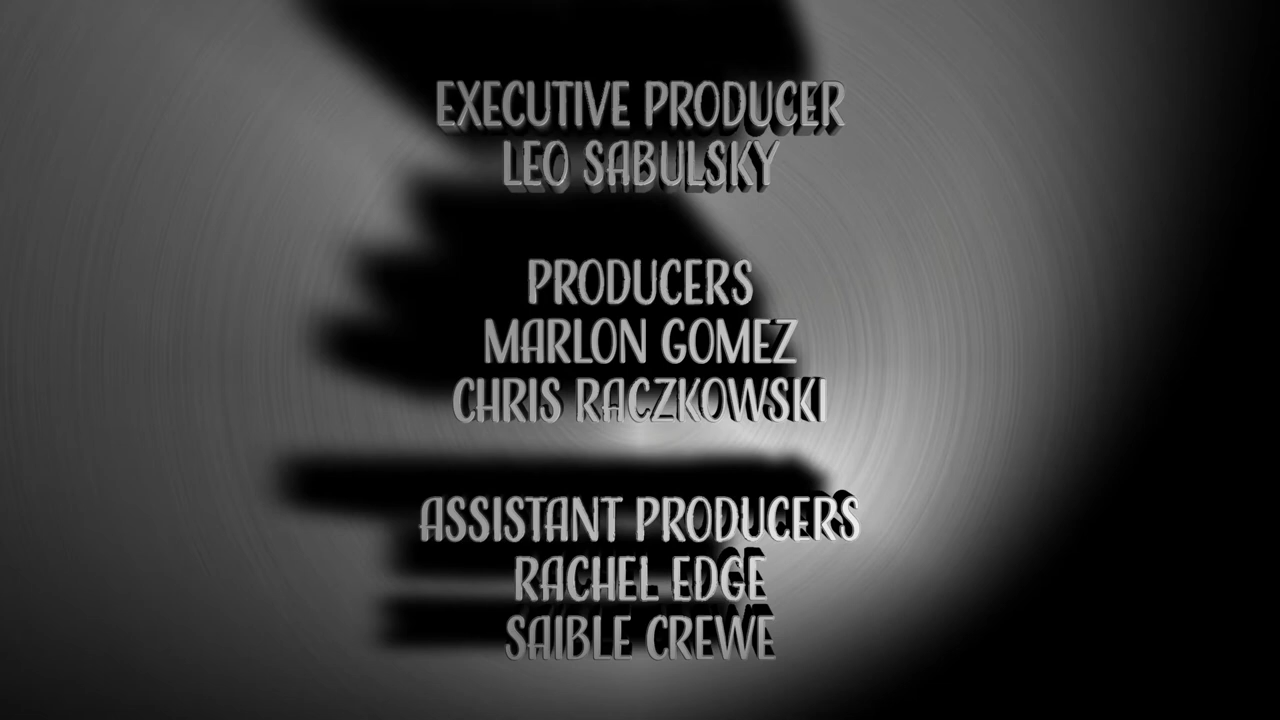 EXECUTIVE PRODUCER
LEO SABULSKY
PRODUCERS
MARLON GOMEZ
CHRIS RACZKOWSKI
ASSISTANT PRODUCERS
RACHEL EDGE
SAIBLE CREWE